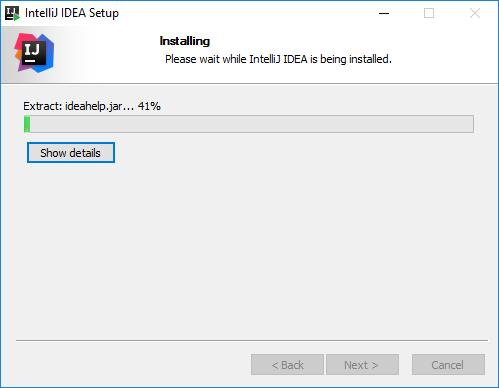 IntelliJ IDEA Setup
IJ
Installing
Please wait while IntelliJ IDEA is being installed.
Extract: ideahelp.jar... 41%
Show details
< Back Next > Cancel